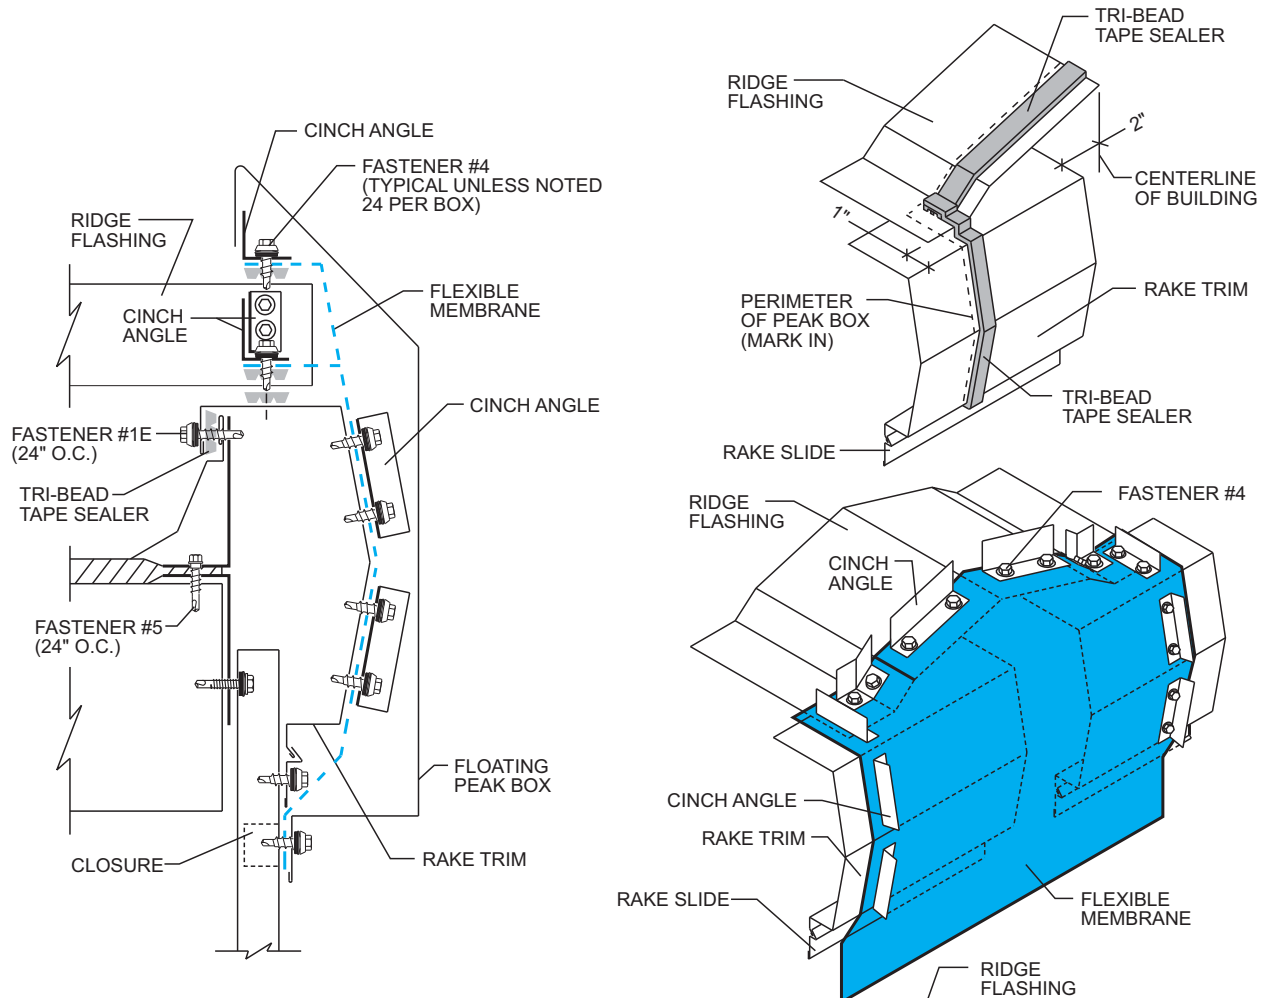 CINCH ANGLE
FASTENER #4
(TYPICAL UNLESS NOTED
24 PER BOX)
RIDGE
FLASHING
CINCH
ANGLE
FLEXIBLE
MEMBRANE
CINCH ANGLE
FASTENER #1E
(24" O.C.)
TRI-BEAD
TAPE SEALER
FASTENER #5
(24" O.C.)
FLOATING
PEAK BOX
CLOSURE
RAKE TRIM
TRI-BEAD
TAPE SEALER
RIDGE
FLASHING
2"
CENTERLINE
OF BUILDING
1"
RAKE TRIM
PERIMETER
OF PEAK BOX
(MARK IN)
TRI-BEAD
TAPE SEALER
RAKE SLIDE
RIDGE
FLASHING
FASTENER #4
CINCH
ANGLE
CINCH ANGLE
RAKE TRIM
RAKE SLIDE
FLEXIBLE
MEMBRANE
RIDGE
FLASHING